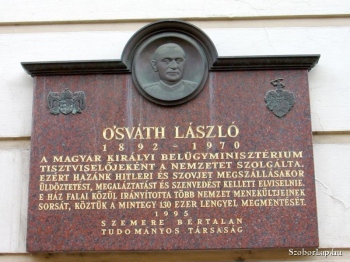 OSVÁTH LÁSZLÓ
1892 - 1970
A MAGYAR KIRÁLYI BELÜGYMINISZTÉRIUM
TISZTVISELŐJEKÉNT A NEMZETET SZOLGÁLTA.
EZÉRT HAZÁNK HITLERI ÉS SZOVJET MEGSZÁLLÁSAKOR
ÜLDÖZTETÉST, MEGALÁZTATÁST ÉS SZENVEDÉST KELLETT ELVISELNIE.
E HÁZ FALAI KÖZÜL IRÁNYÍTOTTA TÖBB NEMZET MENEKÜLTJEINEK
SORSÁT, KÖZTÜK A MINTEGY 130 EZER LENGYEL MEGMENTÉSÉT.
1995
SZEMERE BERTALAN
TUDOMÁNYOS TÁRSASÁG
Szoborlap.hu